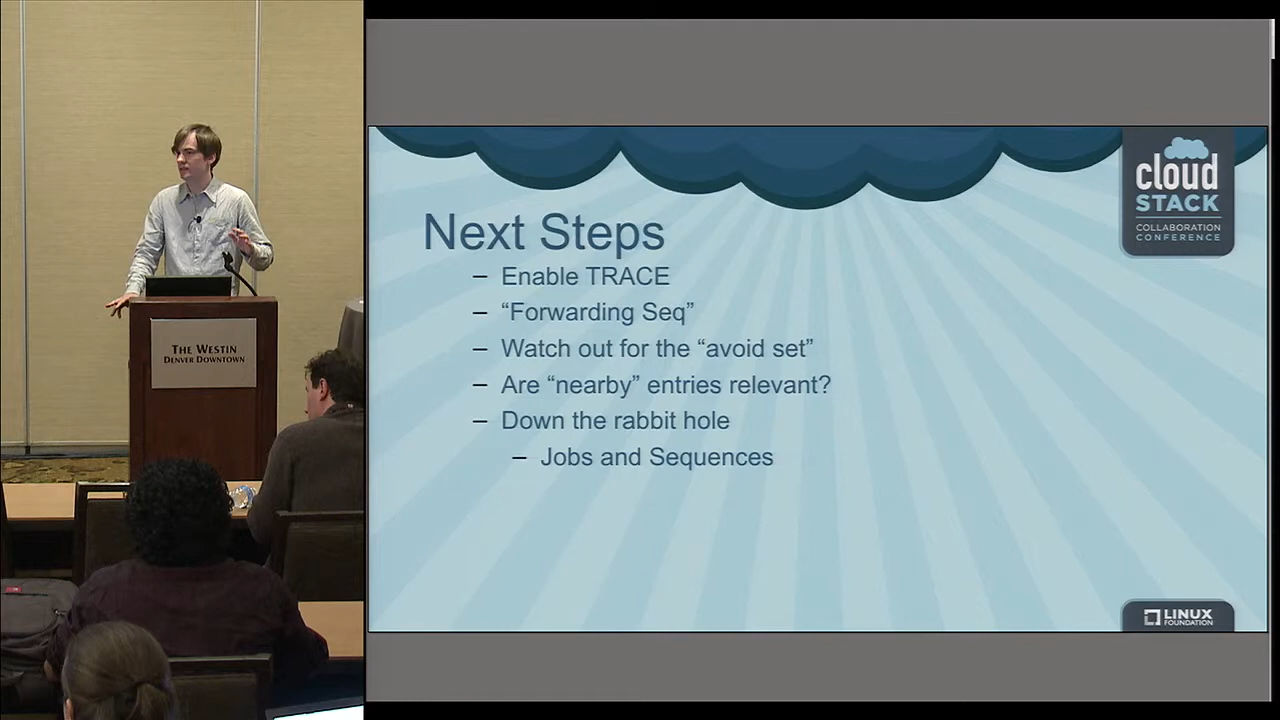 THE WESTIN
DENVER DOWNTOWN
cloud
STACK
COLLABORATION
CONFERENCE
Next Steps
– Enable TRACE
– “Forwarding Seq”
– Watch out for the “avoid set”
– Are “nearby” entries relevant?
– Down the rabbit hole
– Jobs and Sequences
LINUX
FOUNDATION